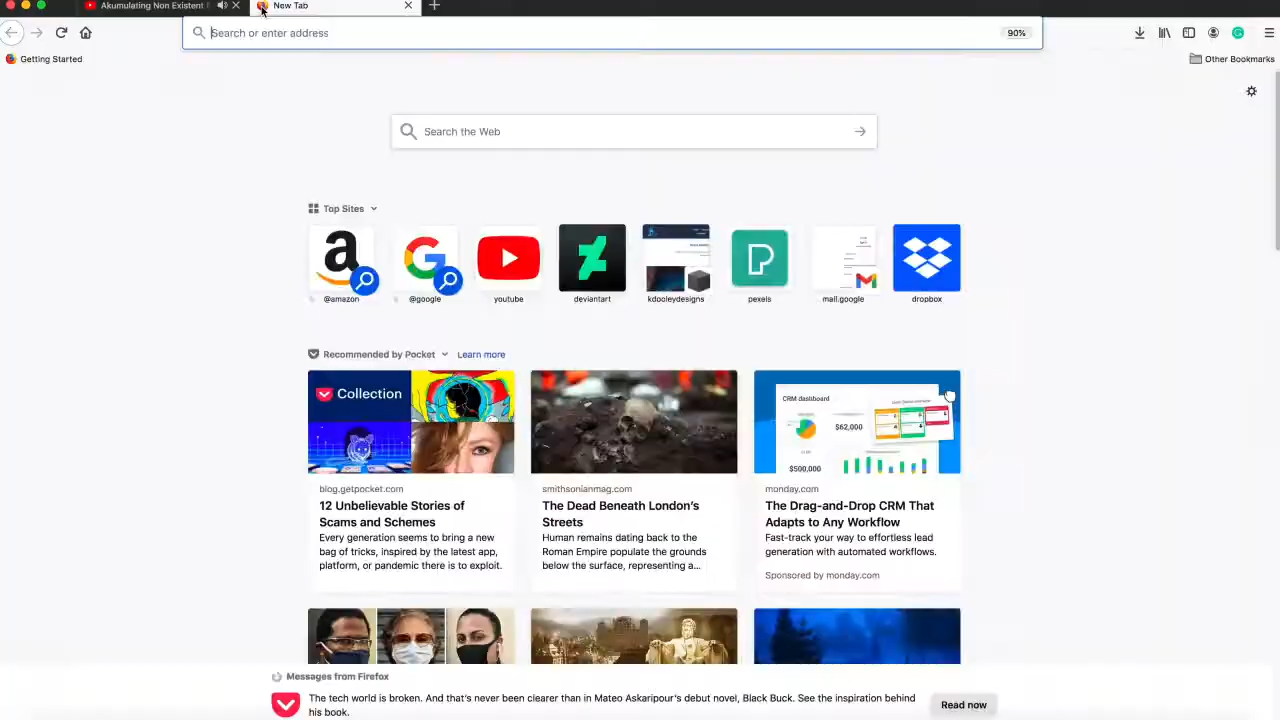 Akumulating Non Existent
New Tab
Search or enter address
90%
Getting Started
Other Bookmarks
Search the Web
Top Sites
@amazon
@google
youtube
deviantart
kdooleydesigns
pexels
mail.google
dropbox
Recommended by Pocket
Learn more
Collection
CRM dashboard
$62,000
$500,000
blog.getpocket.com
12 Unbelievable Stories of
Scams and Schemes
Every generation seems to bring a new
bag of tricks, inspired by the latest app,
platform, or pandemic there is to exploit.
smithsonianmag.com
The Dead Beneath London’s
Streets
Human remains dating back to the
Roman Empire populate the grounds
below the surface, representing a...
monday.com
The Drag-and-Drop CRM That
Adapts to Any Workflow
Fast-track your way to effortless lead
generation with automated workflows.
Sponsored by monday.com
Messages from Firefox
The tech world is broken. And that's never been clearer than in Mateo Askaripour's debut novel, Black Buck. See the inspiration behind
his book.
Read now